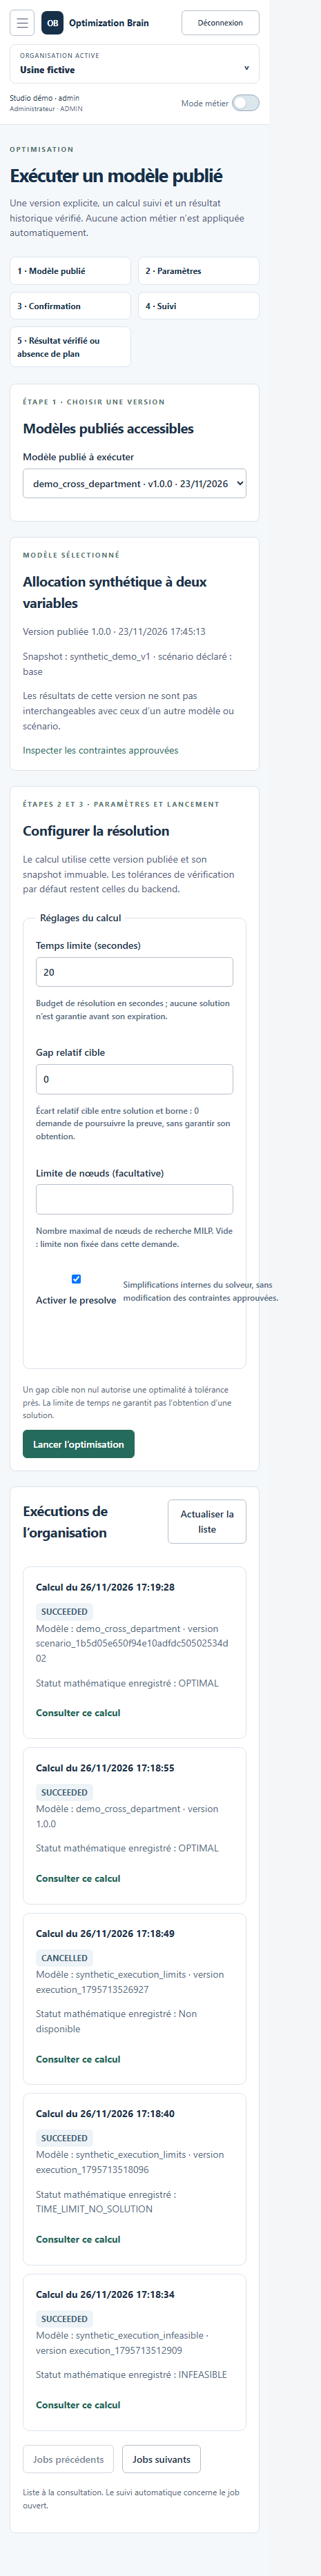 OB Optimization Brain
Déconnexion
ORGANISATION ACTIVE
Usine fictive
Studio démo · admin
Administrateur · ADMIN
Mode métier
OPTIMISATION
Exécuter un modèle publié
Une version explicite, un calcul suivi et un résultat
historique vérifié. Aucune action métier n’est appliquée
automatiquement.
1 · Modèle publié
2 · Paramètres
3 · Confirmation
4 · Suivi
5 · Résultat vérifié ou
absence de plan
ÉTAPE 1 · CHOISIR UNE VERSION
Modèles publiés accessibles
Modèle publié à exécuter
demo_cross_department · v1.0.0 · 23/11/2026
MODÈLE SÉLECTIONNÉ
Allocation synthétique à deux
variables
Version publiée 1.0.0 · 23/11/2026 17:45:13
Snapshot : synthetic_demo_v1 · scénario déclaré :
base
Les résultats de cette version ne sont pas
interchangeables avec ceux d’un autre modèle ou
scénario.
Inspecter les contraintes approuvées
ÉTAPES 2 ET 3 · PARAMÈTRES ET LANCEMENT
Configurer la résolution
Le calcul utilise cette version publiée et son
snapshot immuable. Les tolérances de vérification
par défaut restent celles du backend.
Réglages du calcul
Temps limite (secondes)
20
Budget de résolution en secondes ; aucune solution
n’est garantie avant son expiration.
Gap relatif cible
0
Écart relatif cible entre solution et borne : 0
demande de poursuivre la preuve, sans garantir son
obtention.
Limite de nœuds (facultative)
Nombre maximal de nœuds de recherche MILP. Vide
: limite non fixée dans cette demande.
Activer le presolve
Simplifications internes du solveur, sans
modification des contraintes approuvées.
Un gap cible non nul autorise une optimalité à tolérance
près. La limite de temps ne garantit pas l’obtention d’une
solution.
Lancer l’optimisation
Exécutions de
l’organisation
Actualiser la
liste
Calcul du 26/11/2026 17:19:28
SUCCEEDED
Modèle : demo_cross_department · version
scenario_1b5d05e650f94e10adfdc50502534d
02
Statut mathématique enregistré : OPTIMAL
Consulter ce calcul
Calcul du 26/11/2026 17:18:55
SUCCEEDED
Modèle : demo_cross_department · version
1.0.0
Statut mathématique enregistré : OPTIMAL
Consulter ce calcul
Calcul du 26/11/2026 17:18:49
CANCELLED
Modèle : synthetic_execution_limits · version
execution_1795713526927
Statut mathématique enregistré : Non
disponible
Consulter ce calcul
Calcul du 26/11/2026 17:18:40
SUCCEEDED
Modèle : synthetic_execution_limits · version
execution_1795713518096
Statut mathématique enregistré :
TIME_LIMIT_NO_SOLUTION
Consulter ce calcul
Calcul du 26/11/2026 17:18:34
SUCCEEDED
Modèle : synthetic_execution_infeasible ·
version execution_1795713512909
Statut mathématique enregistré : INFEASIBLE
Consulter ce calcul
Jobs précédents
Jobs suivants
Liste à la consultation. Le suivi automatique concerne le job
ouvert.